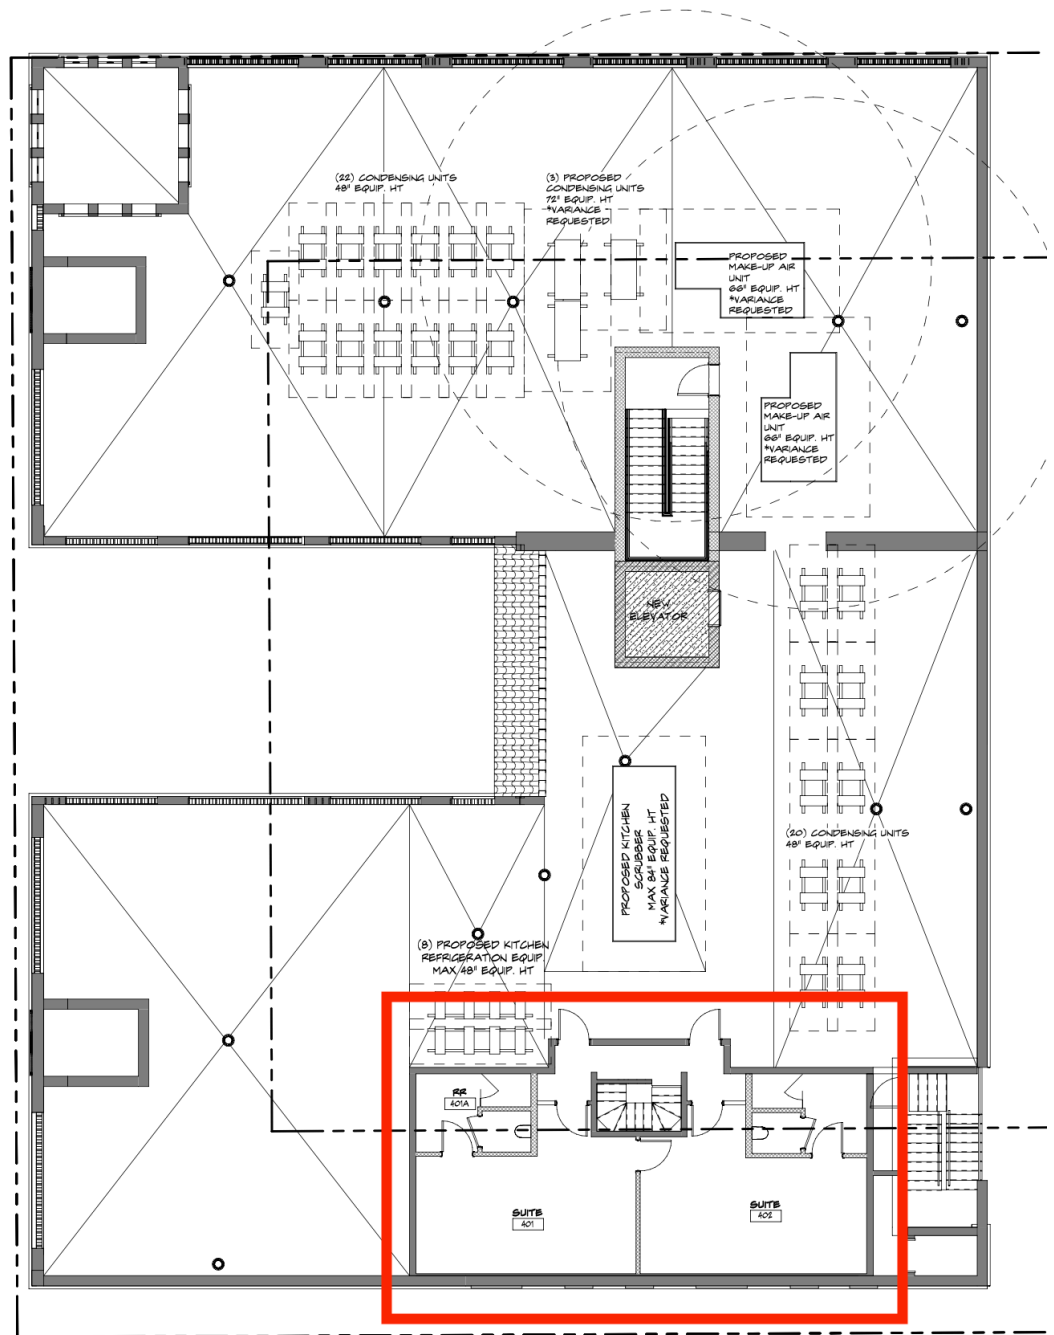 (22) CONDENSING UNITS
48" EQUIP. HT
(3) PROPOSED
CONDENSING UNITS
72" EQUIP. HT
*VARIANCE
REQUESTED
PROPOSED
MAKE-UP AIR
UNIT
66" EQUIP. HT
*VARIANCE
REQUESTED
PROPOSED
MAKE-UP AIR
UNIT
66" EQUIP. HT
*VARIANCE
REQUESTED
NEW
ELEVATOR
PROPOSED KITCHEN
SCRUBBER
MAX 84" EQUIP. HT
*VARIANCE REQUESTED
(20) CONDENSING UNITS
48" EQUIP. HT
(8) PROPOSED KITCHEN
REFRIGERATION EQUIP.
MAX 48" EQUIP. HT
RR
401A
SUITE
401
SUITE
402